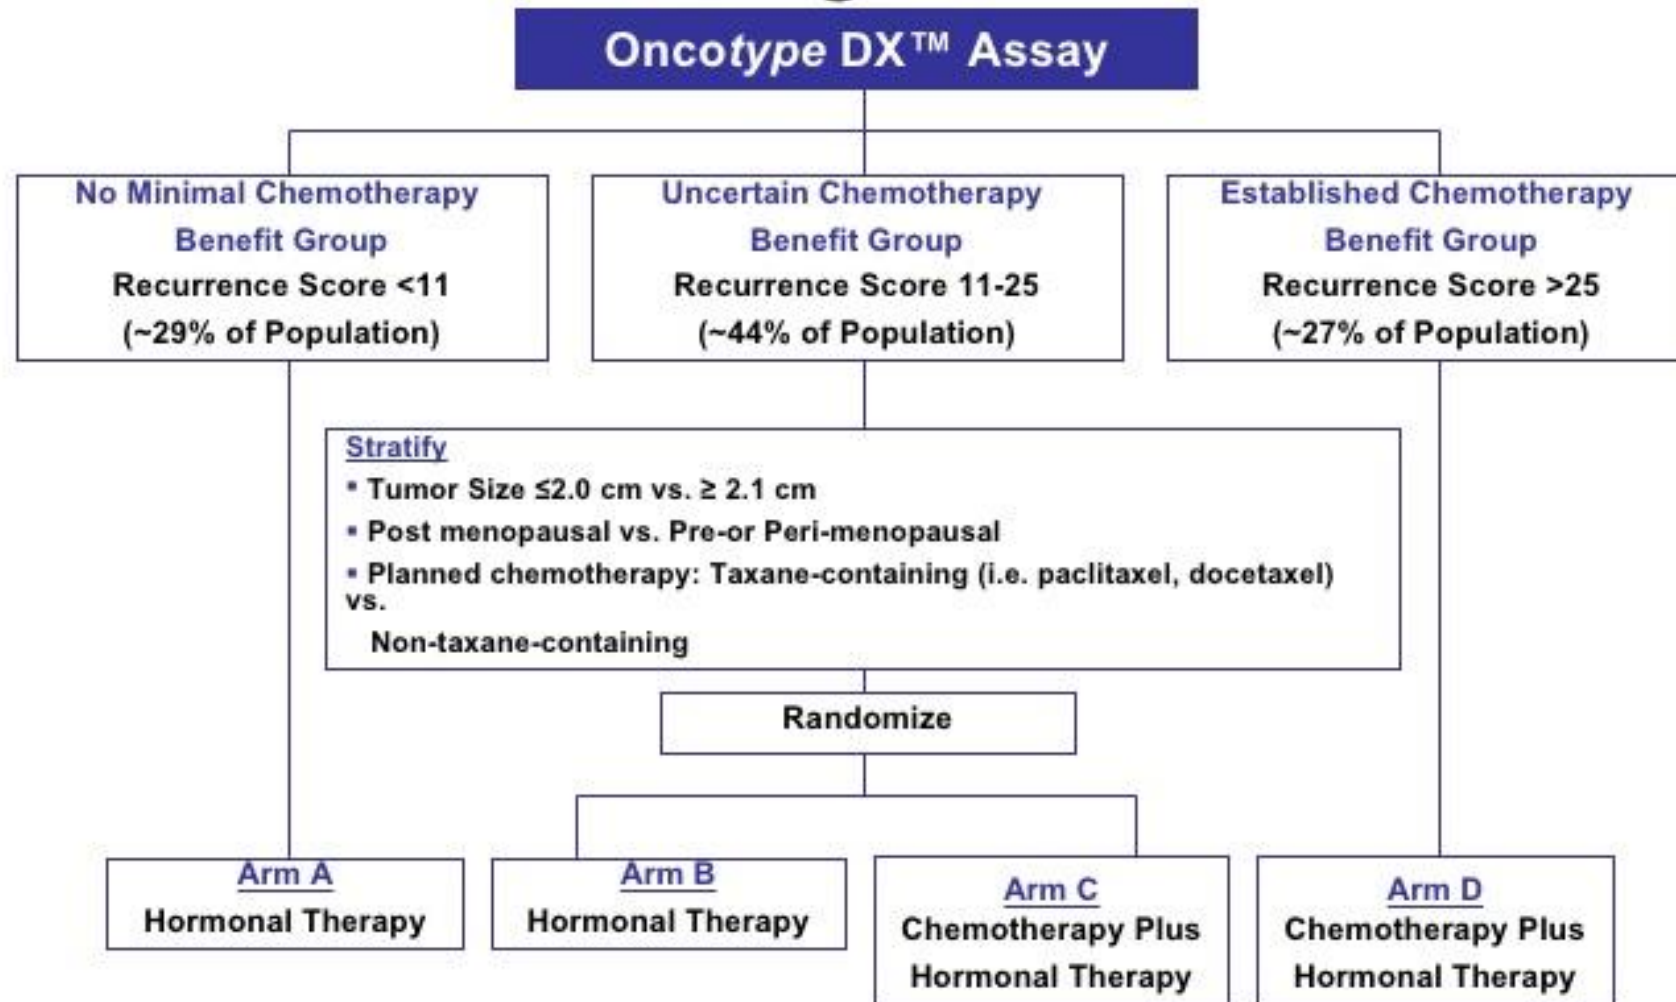 Oncotype DX™ Assay
No Minimal Chemotherapy
Benefit Group
Recurrence Score <11
(~29% of Population)
Uncertain Chemotherapy
Benefit Group
Recurrence Score 11-25
(~44% of Population)
Established Chemotherapy
Benefit Group
Recurrence Score >25
(~27% of Population)
Stratify
▪ Tumor Size ≤2.0 cm vs. ≥ 2.1 cm
▪ Post menopausal vs. Pre-or Peri-menopausal
▪ Planned chemotherapy: Taxane-containing (i.e. paclitaxel, docetaxel)
vs.
Non-taxane-containing
Randomize
Arm A
Hormonal Therapy
Arm B
Hormonal Therapy
Arm C
Chemotherapy Plus
Hormonal Therapy
Arm D
Chemotherapy Plus
Hormonal Therapy